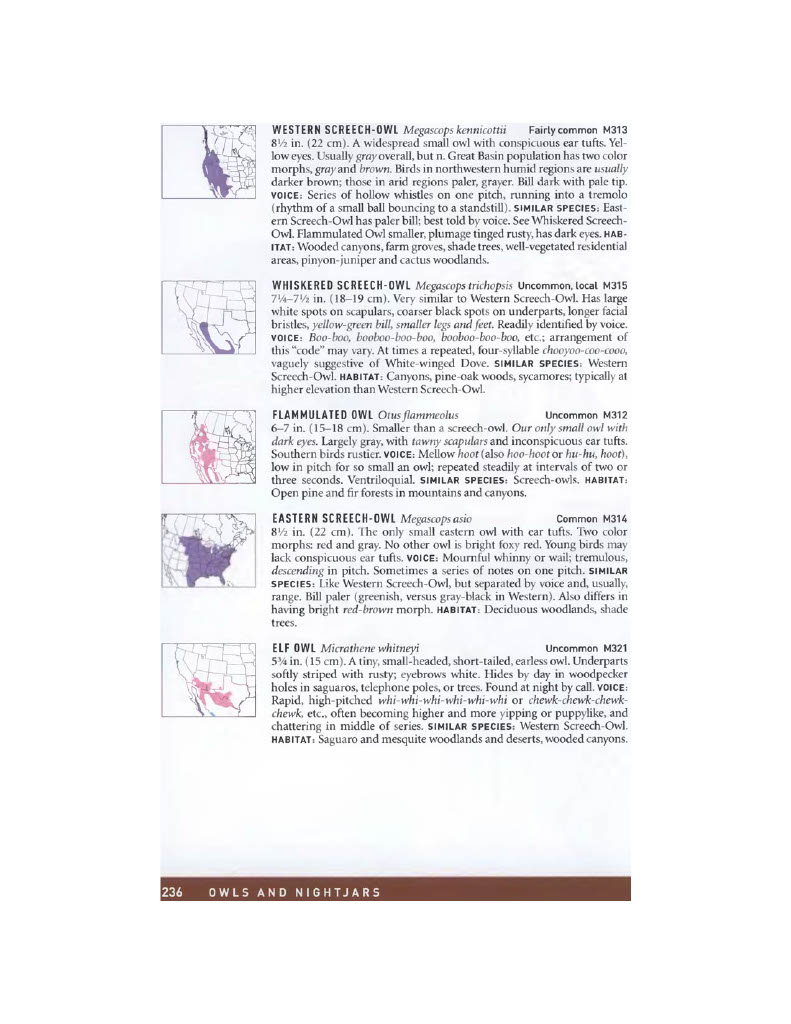 WESTERN SCREECH-OWL Megascops kennicottii Fairly common M313
8½ in. (22 cm). A widespread small owl with conspicuous ear tufts. Yel-
low eyes. Usually gray overall, but n. Great Basin population has two color
morphs, gray and brown. Birds in northwestern humid regions are usually
darker brown; those in arid regions paler, grayer. Bill dark with pale tip.
VOICE: Series of hollow whistles on one pitch, running into a tremolo
(rhythm of a small ball bouncing to a standstill). SIMILAR SPECIES: East-
ern Screech-Owl has paler bill; best told by voice. See Whiskered Screech-
Owl. Flammulated Owl smaller, plumage tinged rusty, has dark eyes. HAB-
ITAT: Wooded canyons, farm groves, shade trees, well-vegetated residential
areas, pinyon-juniper and cactus woodlands.
WHISKERED SCREECH-OWL Megascops trichopsis Uncommon, local M315
7¼–7½ in. (18–19 cm). Very similar to Western Screech-Owl. Has large
white spots on scapulars, coarser black spots on underparts, longer facial
bristles, yellow-green bill, smaller legs and feet. Readily identified by voice.
VOICE: Boo-boo, booboo-boo-boo, booboo-boo-boo, etc.; arrangement of
this "code" may vary. At times a repeated, four-syllable chooyoo-coo-cooo,
vaguely suggestive of White-winged Dove. SIMILAR SPECIES: Western
Screech-Owl. HABITAT: Canyons, pine-oak woods, sycamores; typically at
higher elevation than Western Screech-Owl.
FLAMMULATED OWL Otus flammeolus Uncommon M312
6–7 in. (15–18 cm). Smaller than a screech-owl. Our only small owl with
dark eyes. Largely gray, with tawny scapulars and inconspicuous ear tufts.
Southern birds rustier. VOICE: Mellow hoot (also hoo-hoot or hu-hu, hoot),
low in pitch for so small an owl; repeated steadily at intervals of two or
three seconds. Ventriloquial. SIMILAR SPECIES: Screech-owls. HABITAT:
Open pine and fir forests in mountains and canyons.
EASTERN SCREECH-OWL Megascops asio Common M314
8½ in. (22 cm). The only small eastern owl with ear tufts. Two color
morphs: red and gray. No other owl is bright foxy red. Young birds may
lack conspicuous ear tufts. VOICE: Mournful whinny or wail; tremulous,
descending in pitch. Sometimes a series of notes on one pitch. SIMILAR
SPECIES: Like Western Screech-Owl, but separated by voice and, usually,
range. Bill paler (greenish, versus gray-black in Western). Also differs in
having bright red-brown morph. HABITAT: Deciduous woodlands, shade
trees.
ELF OWL Micrathene whitneyi Uncommon M321
5¾ in. (15 cm). A tiny, small-headed, short-tailed, earless owl. Underparts
softly striped with rusty; eyebrows white. Hides by day in woodpecker
holes in saguaros, telephone poles, or trees. Found at night by call. VOICE:
Rapid, high-pitched whi-whi-whi-whi-whi-whi or chewk-chewk-chewk-
chewk, etc., often becoming higher and more yipping or puppylike, and
chattering in middle of series. SIMILAR SPECIES: Western Screech-Owl.
HABITAT: Saguaro and mesquite woodlands and deserts, wooded canyons.
236 OWLS AND NIGHTJARS